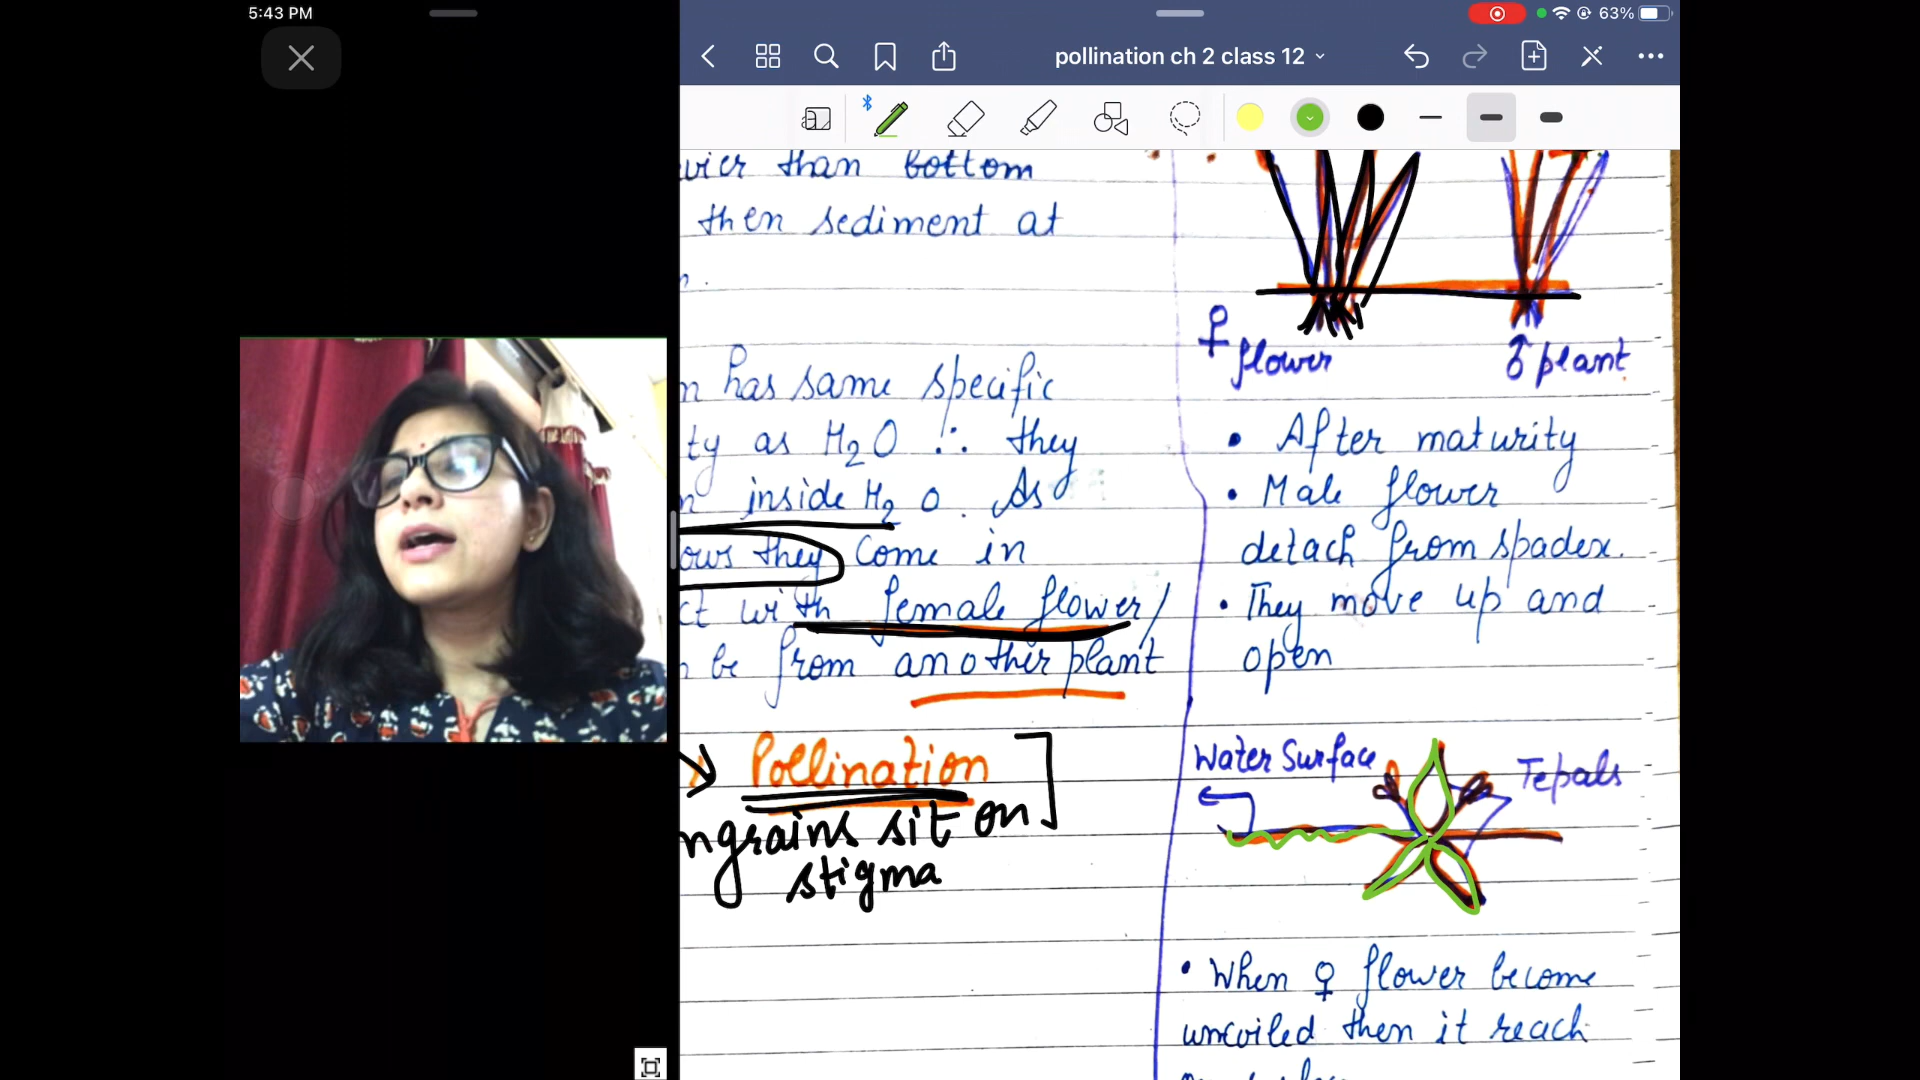 5:43 PM
63%
pollination ch 2 class 12
than bottom
then sediment at
has same specific
ty as H2O ∴ they
inside H2O. As
ows they come in
ct with female flower/
be from another plant
Pollination
ngrains sit on
stigma
♀ flower
♂ plant
• After maturity
• Male flower
detach from spadex.
• They move up and
open
Water Surface
Tepals
• When ♀ flower become
uncoiled then it reach